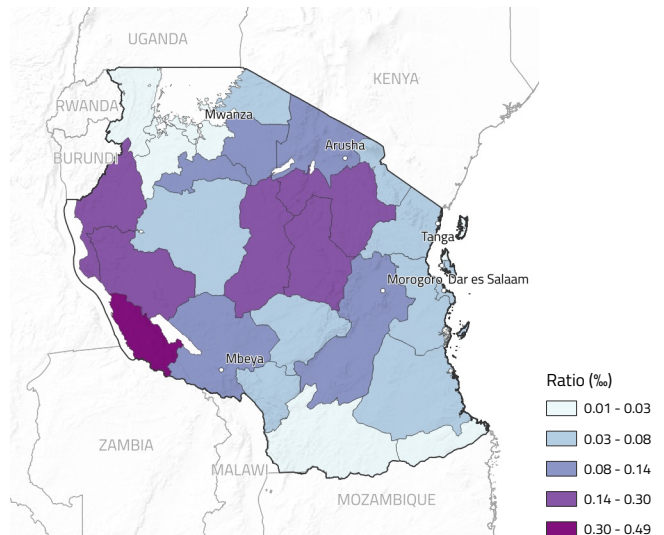 UGANDA
KENYA
RWANDA
Mwanza
BURUNDI
Arusha
Tanga
Morogoro Dar es Salaam
Mbeya
ZAMBIA
MALAWI
MOZAMBIQUE
Ratio (‰)
0.01 - 0.03
0.03 - 0.08
0.08 - 0.14
0.14 - 0.30
0.30 - 0.49